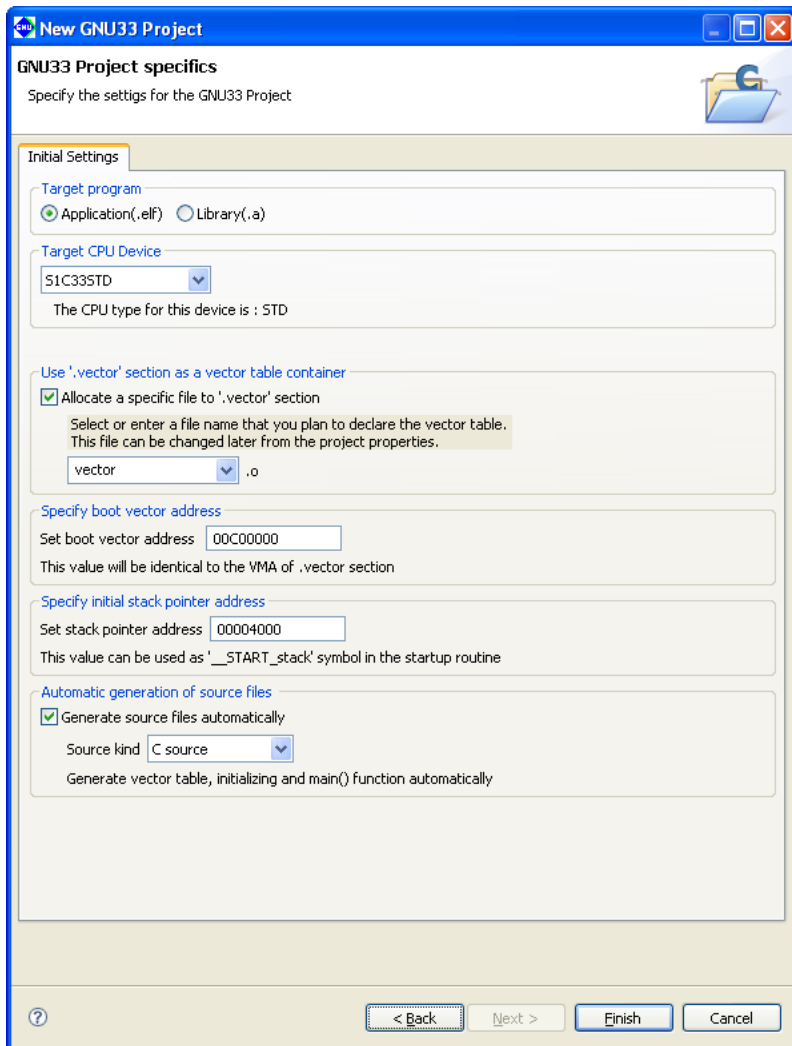 GNU New GNU33 Project
GNU33 Project specifics
Specify the settigs for the GNU33 Project
Initial Settings
Target program
Application(.elf) Library(.a)
Target CPU Device
S1C33STD
The CPU type for this device is : STD
Use '.vector' section as a vector table container
Allocate a specific file to '.vector' section
Select or enter a file name that you plan to declare the vector table.
This file can be changed later from the project properties.
vector .o
Specify boot vector address
Set boot vector address 00C00000
This value will be identical to the VMA of .vector section
Specify initial stack pointer address
Set stack pointer address 00004000
This value can be used as '__START_stack' symbol in the startup routine
Automatic generation of source files
Generate source files automatically
Source kind C source
Generate vector table, initializing and main() function automatically
? < Back Next > Finish Cancel